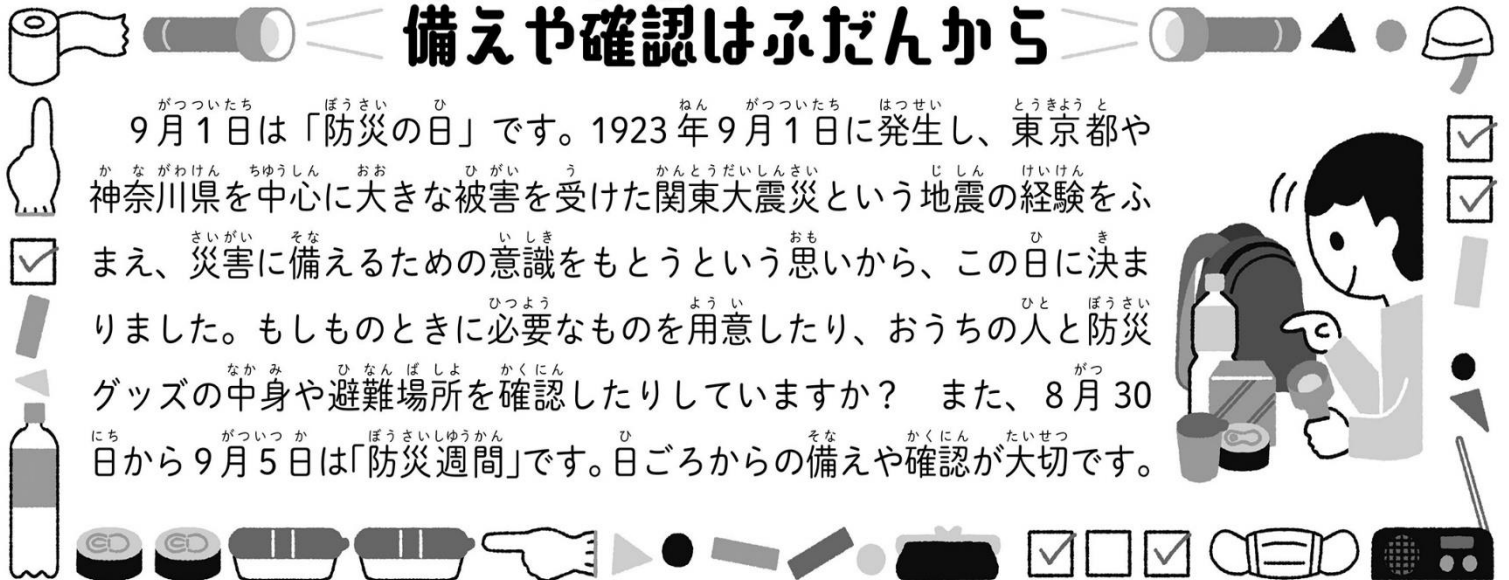 備えや確認はふだんから
9月1日は「防災の日」です。1923年9月1日に発生し、東京都や
神奈川県を中心に大きな被害を受けた関東大震災という地震の経験をふ
まえ、災害に備えるための意識をもとうという思いから、この日に決ま
りました。もしものときに必要なものを用意したり、おうちの人と防災
グッズの中身や避難場所を確認したりしていますか？　また、8月30
日から9月5日は「防災週間」です。日ごろからの備えや確認が大切です。